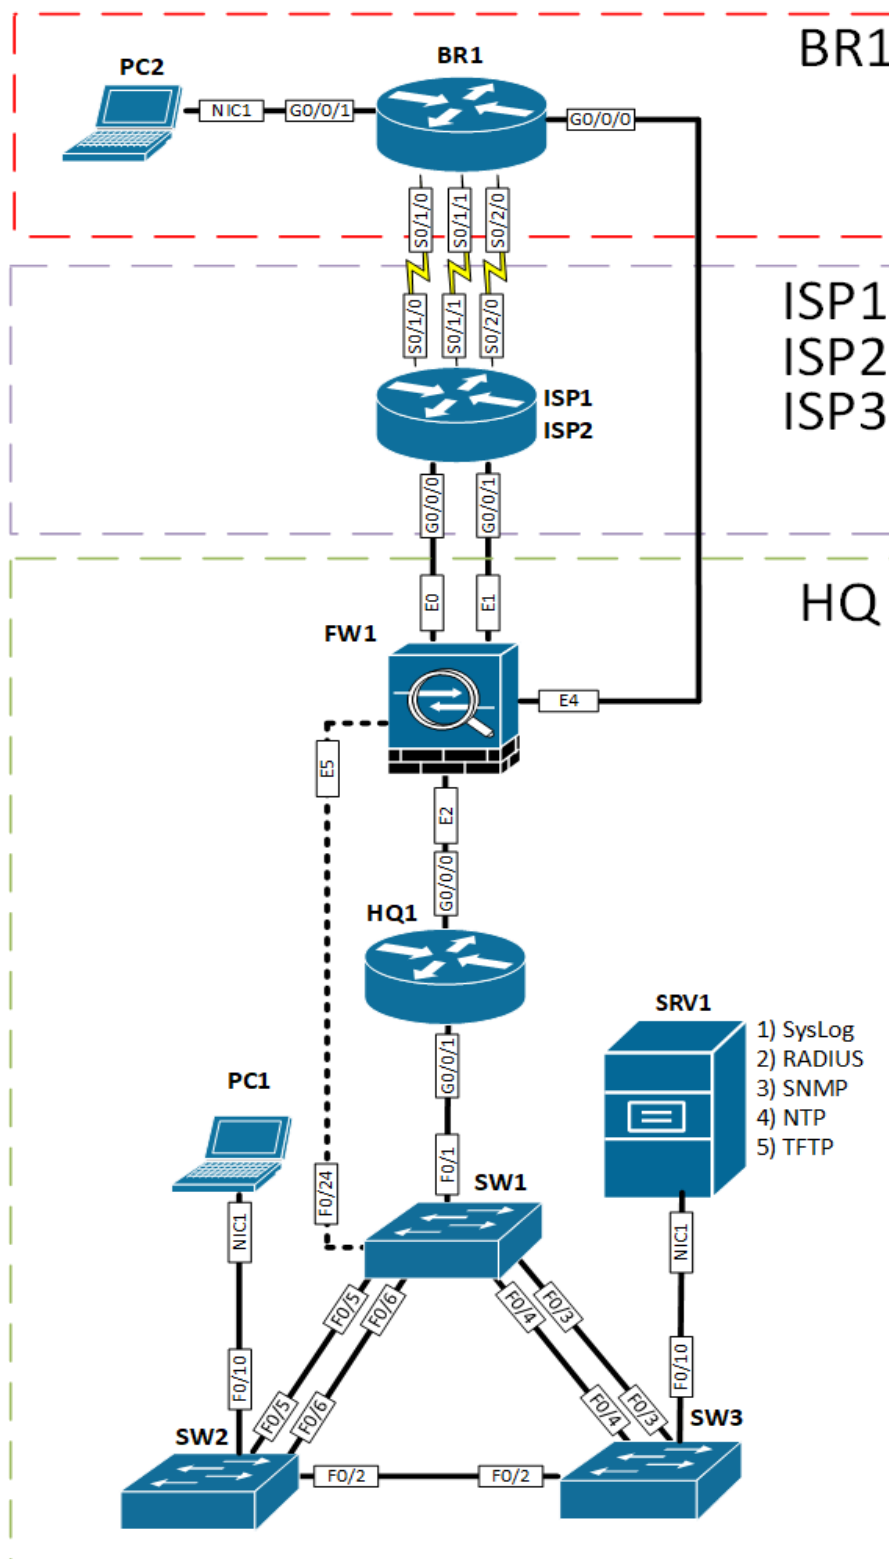 BR1
BR1
PC2
NIC1
G0/0/1
G0/0/0
S0/1/0
S0/1/1
S0/2/0
ISP1
ISP2
ISP3
S0/1/0
S0/1/1
S0/2/0
ISP1
ISP2
G0/0/0
G0/0/1
HQ
E0
E1
FW1
E4
E5
E2
G0/0/0
HQ1
SRV1
1) SysLog
2) RADIUS
3) SNMP
4) NTP
5) TFTP
G0/0/1
PC1
F0/1
F0/24
SW1
NIC1
NIC1
F0/5
F0/6
F0/4
F0/3
F0/10
F0/10
F0/5
F0/6
F0/4
F0/3
SW2
SW3
F0/2
F0/2